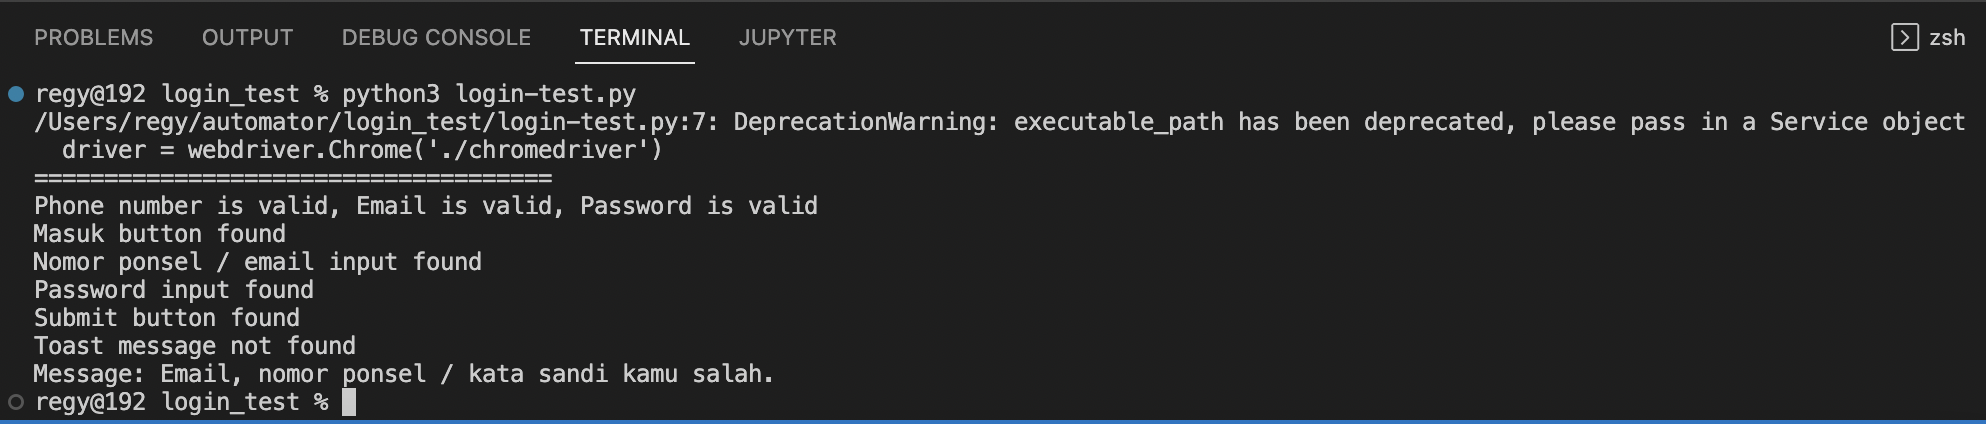 PROBLEMS OUTPUT DEBUG CONSOLE TERMINAL JUPYTER zsh
regy@192 login_test % python3 login-test.py
/Users/regy/automator/login_test/login-test.py:7: DeprecationWarning: executable_path has been deprecated, please pass in a Service object
  driver = webdriver.Chrome('./chromedriver')
=====================================
Phone number is valid, Email is valid, Password is valid
Masuk button found
Nomor ponsel / email input found
Password input found
Submit button found
Toast message not found
Message: Email, nomor ponsel / kata sandi kamu salah.
regy@192 login_test %